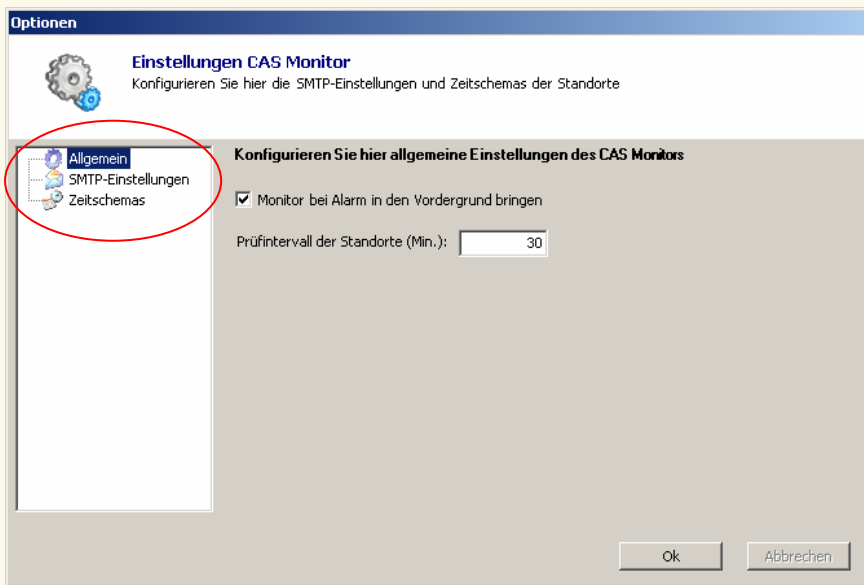 Optionen
Einstellungen CAS Monitor
Konfigurieren Sie hier die SMTP-Einstellungen und Zeitschemas der Standorte
Allgemein
SMTP-Einstellungen
Zeitschemas
Konfigurieren Sie hier allgemeine Einstellungen des CAS Monitors
Monitor bei Alarm in den Vordergrund bringen
Prüfintervall der Standorte (Min.): 30
Ok Abbrechen